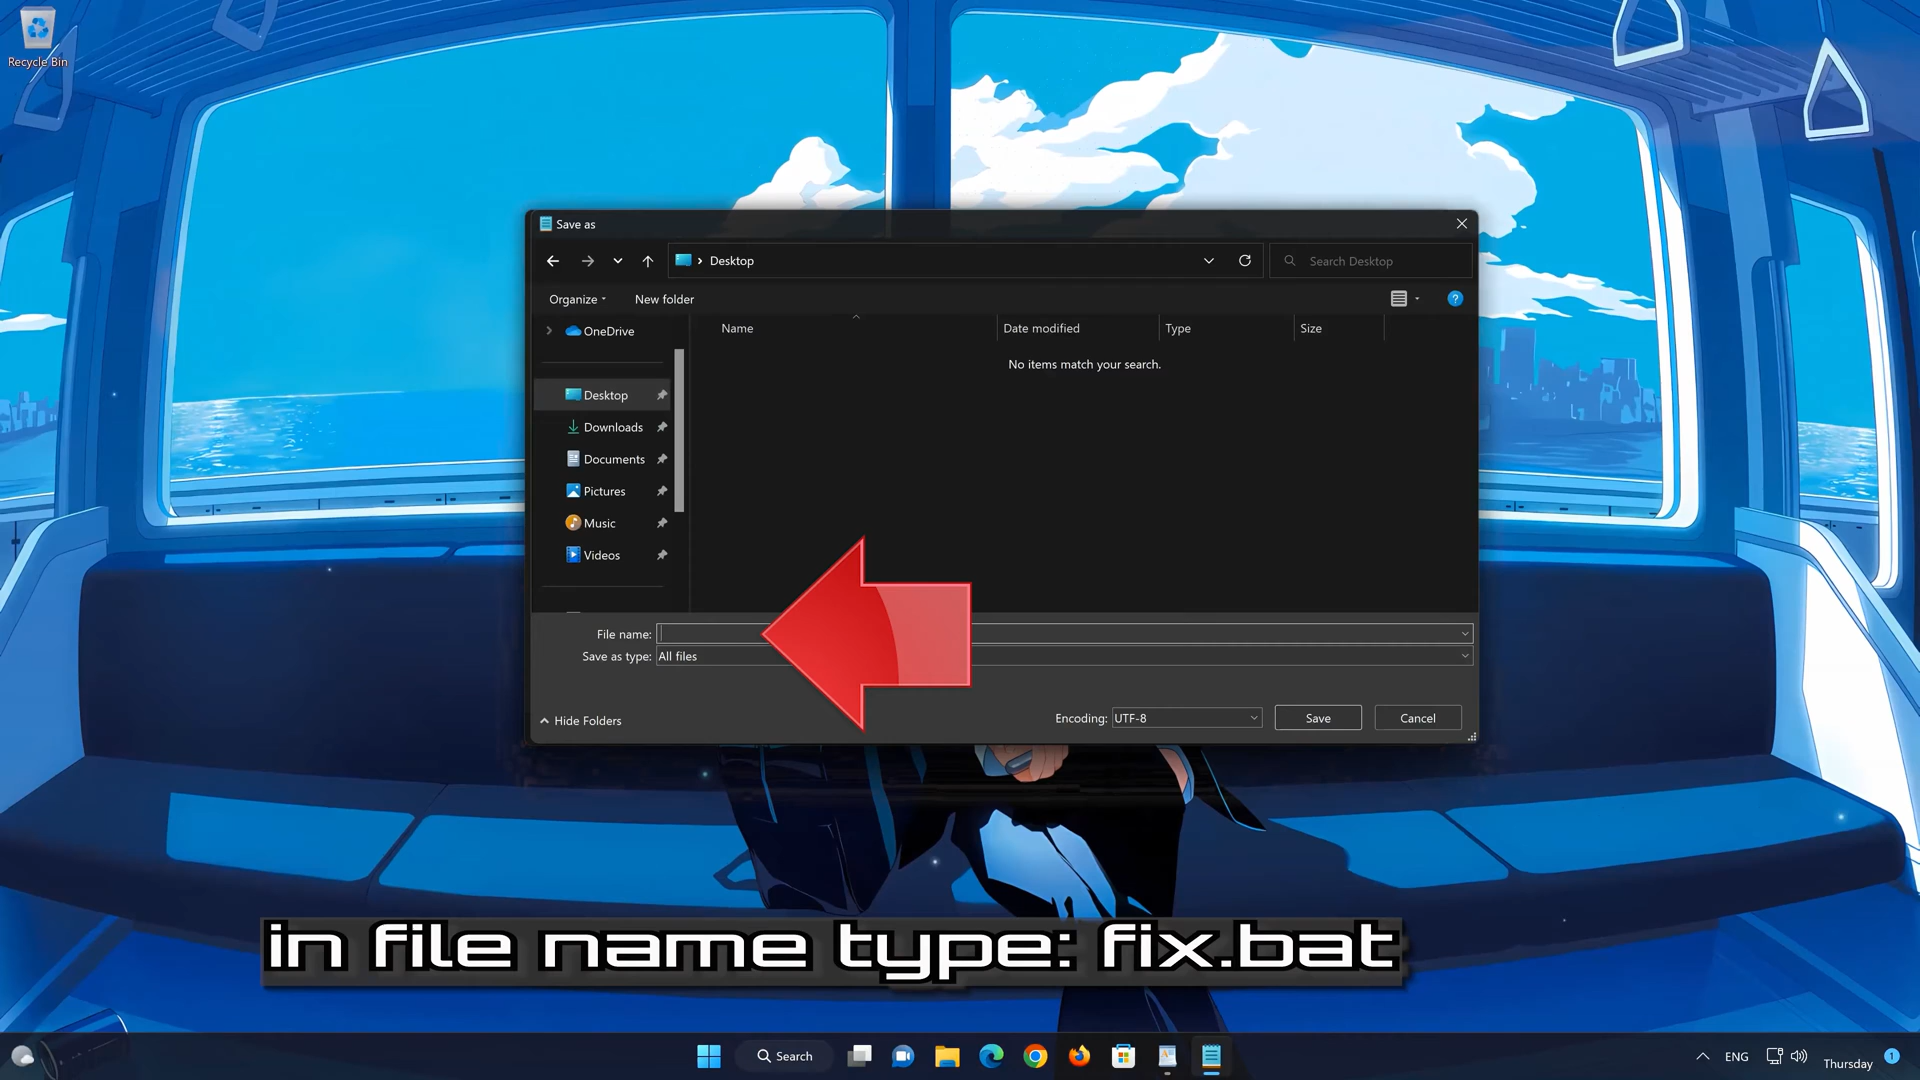 Recycle Bin
Save as
Desktop
Search Desktop
Organize
New folder
?
OneDrive
Name
Date modified
Type
Size
No items match your search.
Desktop
Downloads
Documents
Pictures
Music
Videos
File name:
Save as type: All files
Hide Folders
Encoding: UTF-8
Save
Cancel
in file name type: fix.bat
Search
ENG
Thursday
1